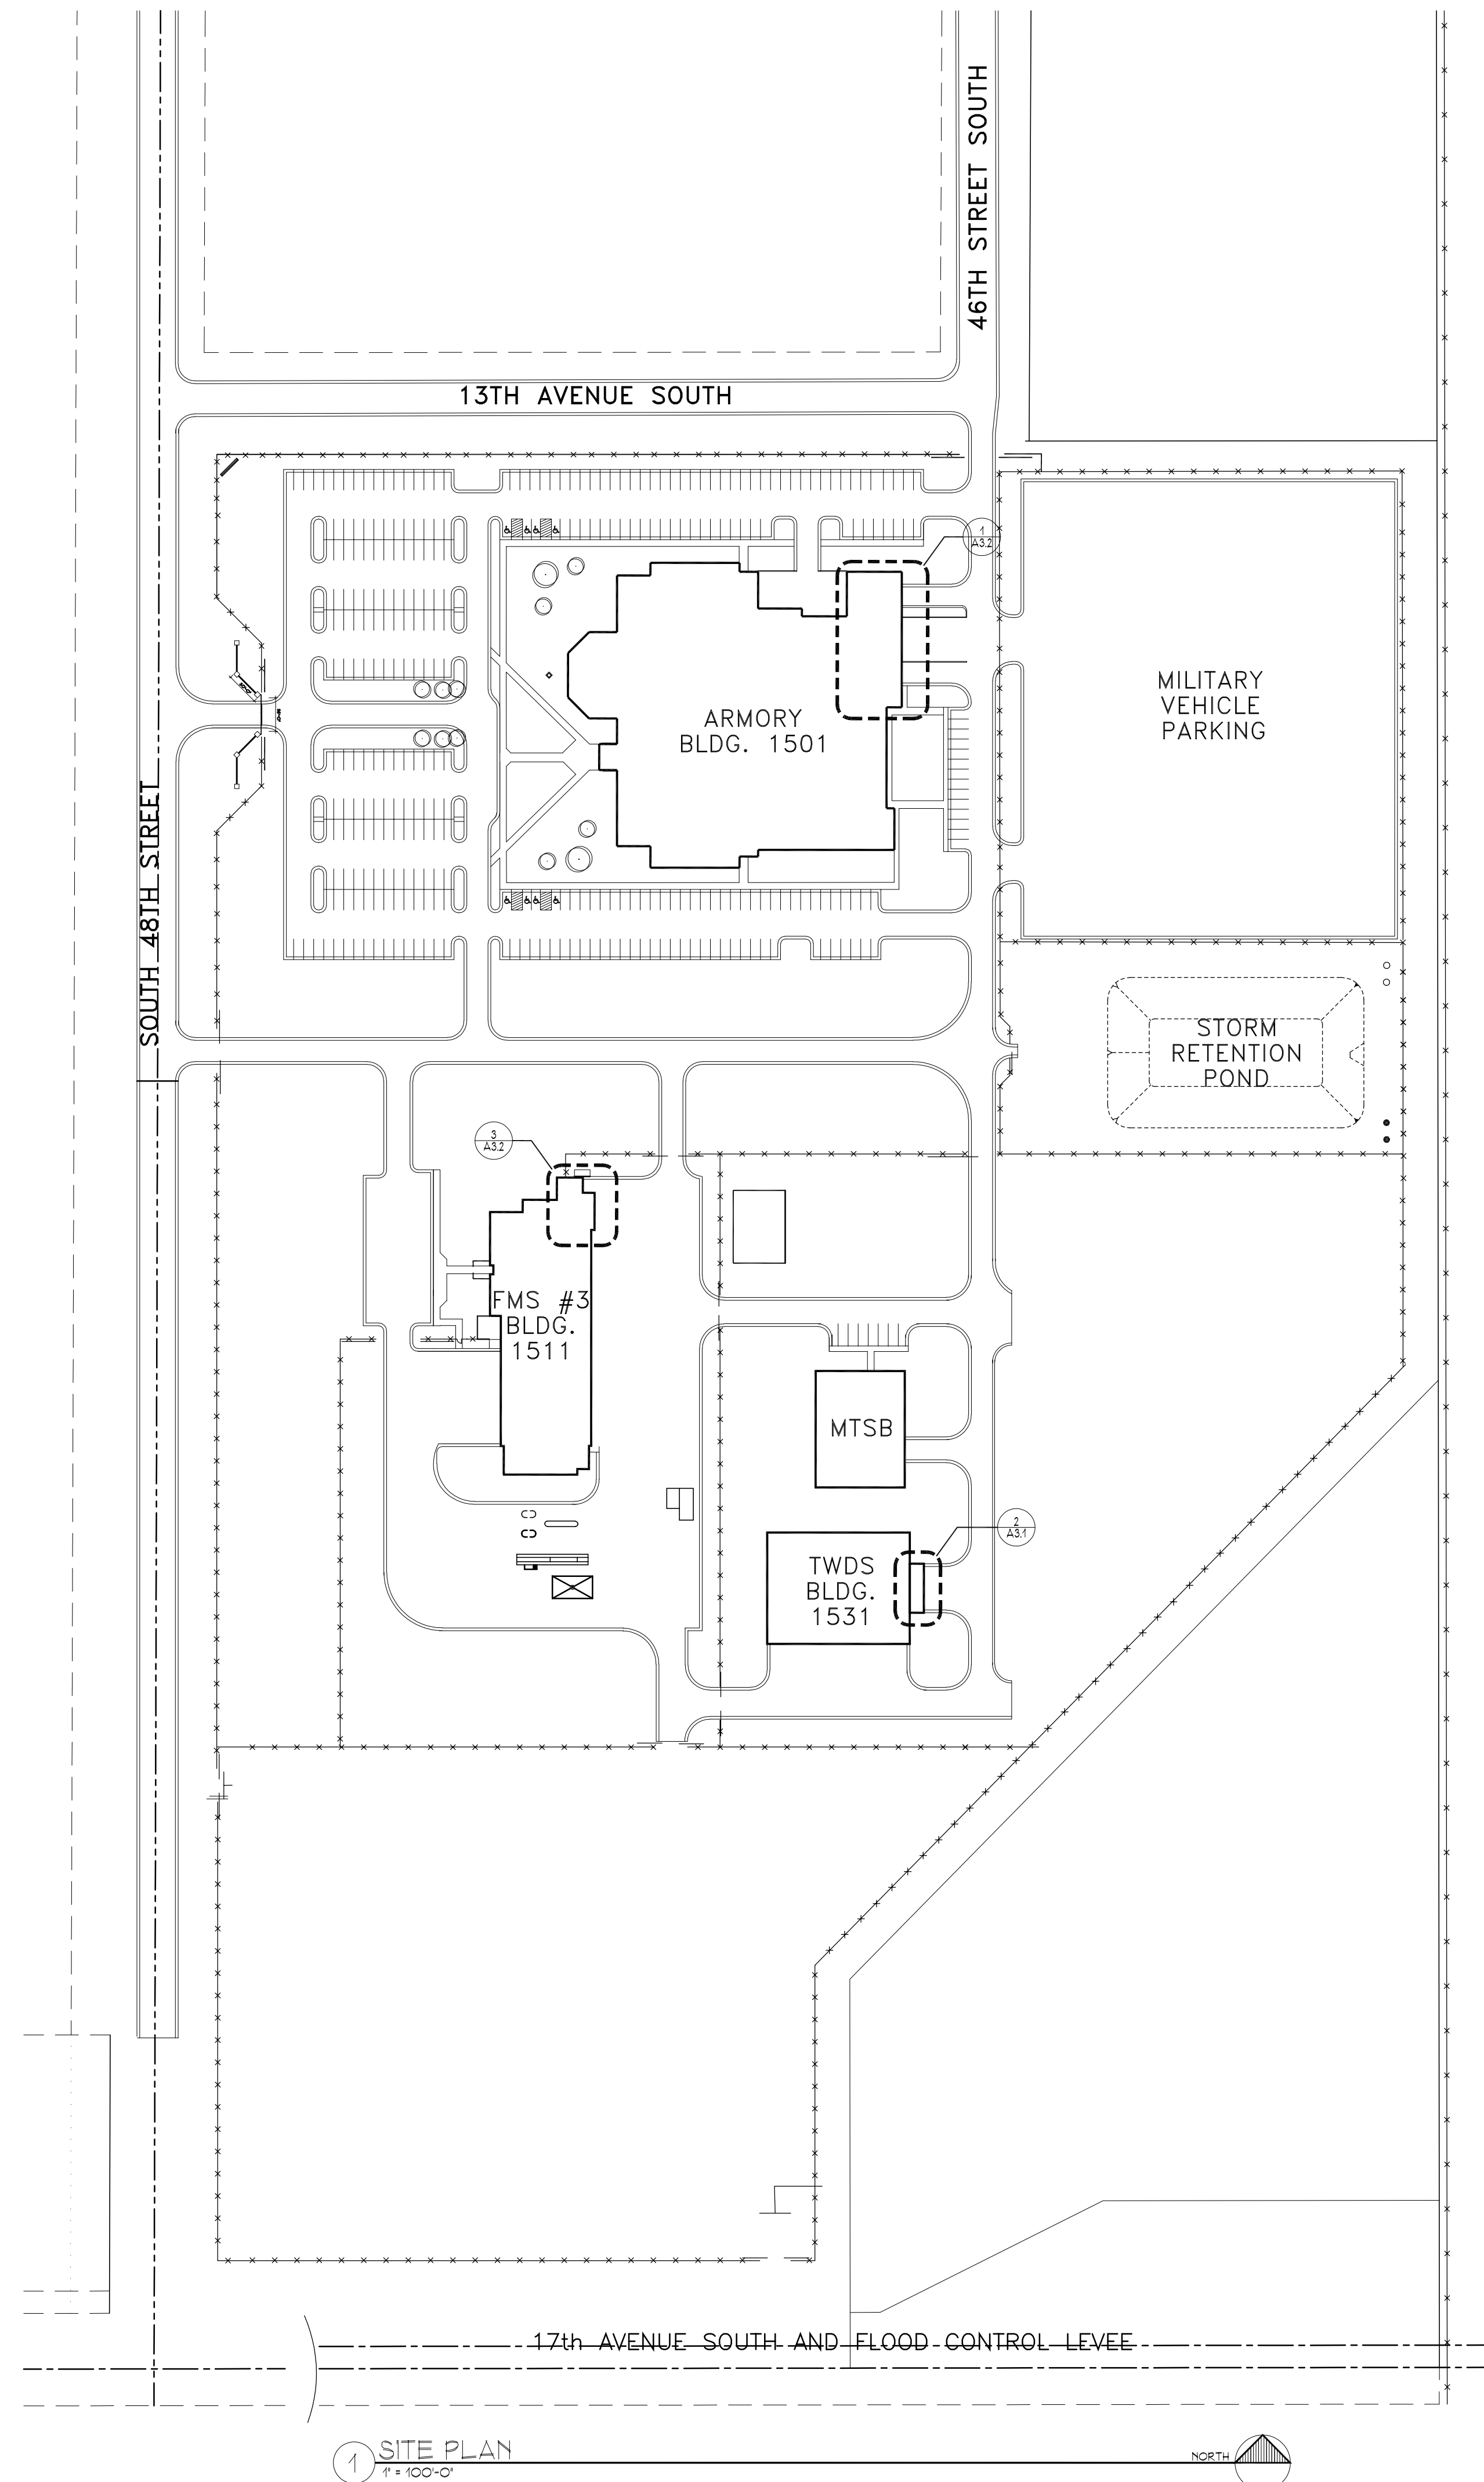 46TH STREET SOUTH
13TH AVENUE SOUTH
1
A3.2
MILITARY
VEHICLE
PARKING
ARMORY
BLDG. 1501
SOUTH 48TH STREET
STORM
RETENTION
POND
3
A3.2
FMS #3
BLDG.
1511
MTSB
2
A3.1
TWDS
BLDG.
1531
17th AVENUE SOUTH AND FLOOD CONTROL LEVEE
1
SITE PLAN
1" = 100'-0"
NORTH